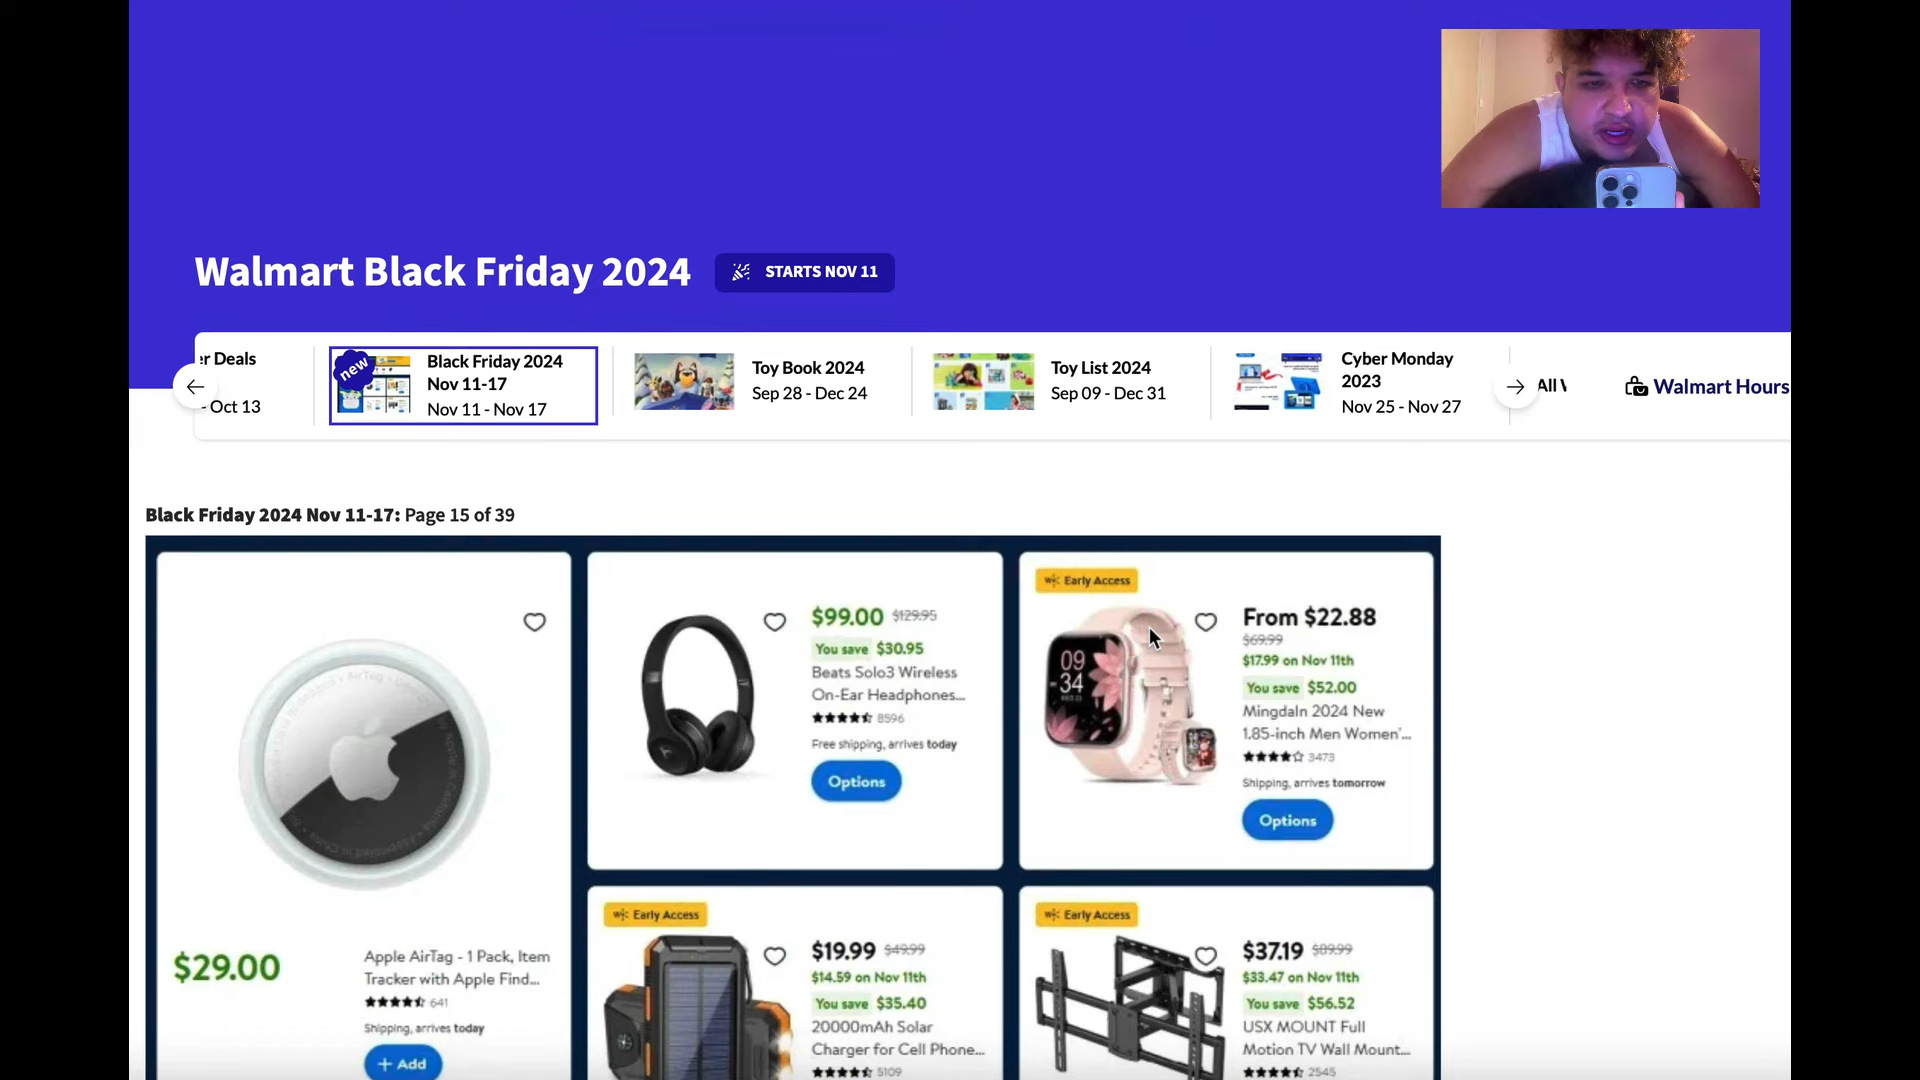 Walmart Black Friday 2024
STARTS NOV 11
er Deals
- Oct 13
new
Black Friday 2024
Nov 11-17
Nov 11 - Nov 17
Toy Book 2024
Sep 28 - Dec 24
Toy List 2024
Sep 09 - Dec 31
Cyber Monday
2023
Nov 25 - Nov 27
All
Walmart Hours
Black Friday 2024 Nov 11-17: Page 15 of 39
$29.00
Apple AirTag - 1 Pack, Item
Tracker with Apple Find...
641
Shipping, arrives today
+ Add
$99.00 $129.95
You save $30.95
Beats Solo3 Wireless
On-Ear Headphones...
8596
Free shipping, arrives today
Options
Early Access
From $22.88
$69.99
$17.99 on Nov 11th
You save $52.00
09
34
Mingdaln 2024 New
1.85-inch Men Women'...
3473
Shipping, arrives tomorrow
Options
Early Access
$19.99 $49.99
$14.59 on Nov 11th
You save $35.40
20000mAh Solar
Charger for Cell Phone...
5109
Early Access
$37.19 $89.99
$33.47 on Nov 11th
You save $56.52
USX MOUNT Full
Motion TV Wall Mount...
2545